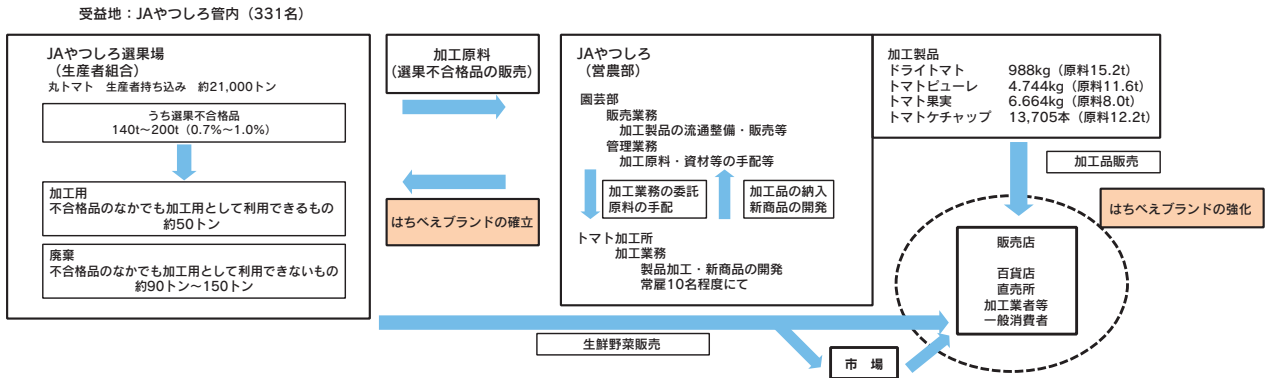 受益地：JAやつしろ管内（331名）
JAやつしろ選果場
（生産者組合）
丸トマト　生産者持ち込み　約21,000トン
うち選果不合格品
140t～200t（0.7%～1.0%）
加工用
不合格品のなかでも加工用として利用できるもの
約50トン
廃棄
不合格品のなかでも加工用として利用できないもの
約90トン～150トン
加工原料
（選果不合格品の販売）
はちべえブランドの確立
JAやつしろ
（営農部）
園芸部
販売業務
加工製品の流通整備・販売等
管理業務
加工原料・資材等の手配等
加工業務の委託
原料の手配
加工品の納入
新商品の開発
トマト加工所
加工業務
製品加工・新商品の開発
常雇10名程度にて
加工製品
ドライトマト　988kg（原料15.2t）
トマトピューレ　4.744kg（原料11.6t）
トマト果実　6.664kg（原料8.0t）
トマトケチャップ　13,705本（原料12.2t）
加工品販売
はちべえブランドの強化
販売店
百貨店
直売所
加工業者等
一般消費者
生鮮野菜販売
市　場